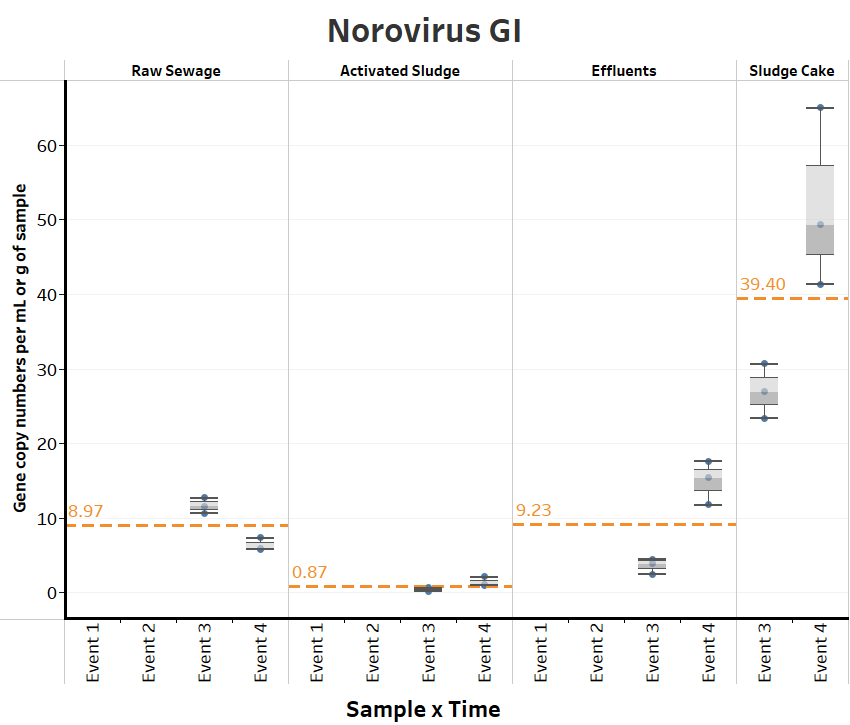 Norovirus GI
Raw Sewage Activated Sludge Effluents Sludge Cake
Gene copy numbers per mL or g of sample
60
50
40
30
20
10
0
8.97
0.87
9.23
39.40
Event 1 Event 2 Event 3 Event 4 Event 1 Event 2 Event 3 Event 4 Event 1 Event 2 Event 3 Event 4 Event 3 Event 4
Sample x Time